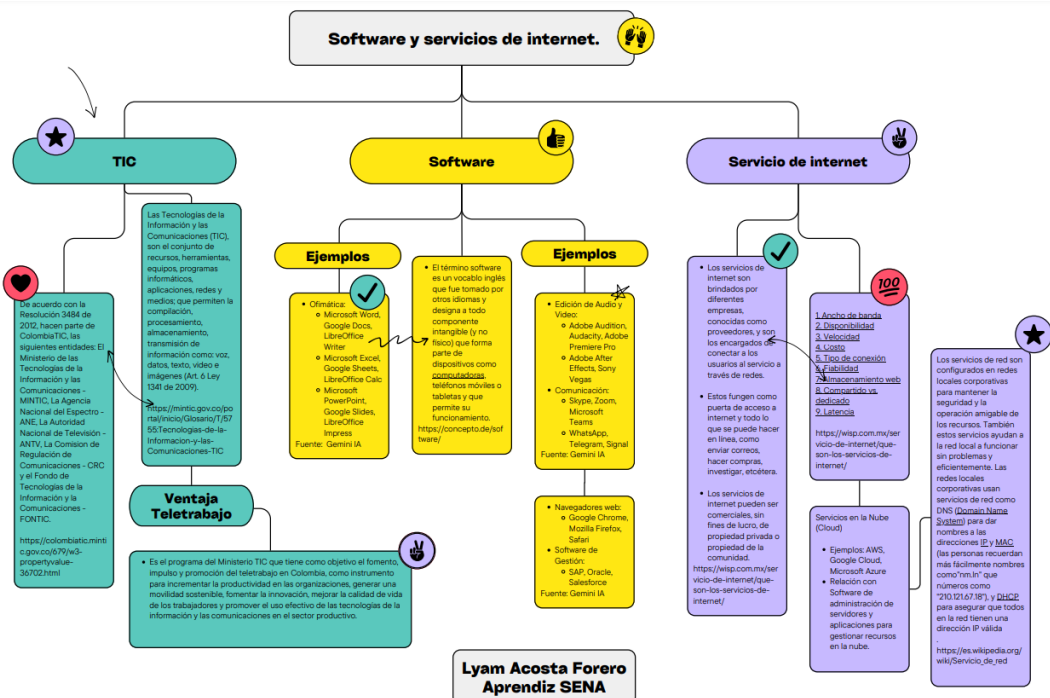 Software y servicios de internet.
TIC
De acuerdo con la
Resolución 3484 de
2012, hacen parte de
ColombiaTIC, las
siguientes entidades: El
Ministerio de las
Tecnologías de la
Información y las
Comunicaciones -
MINTIC, La Agencia
Nacional del Espectro -
ANE, La Autoridad
Nacional de Televisión -
ANTV, La Comision de
Regulación de
Comunicaciones - CRC
y el Fondo de
Tecnologías de la
Información y la
Comunicaciones -
FONTIC.
https://colombiatic.minti
c.gov.co/679/w3-
propertyvalue-
36702.html
Las Tecnologías de la
Información y las
Comunicaciones (TIC),
son el conjunto de
recursos, herramientas,
equipos, programas
informáticos,
aplicaciones, redes y
medios; que permiten la
compilación,
procesamiento,
almacenamiento,
transmisión de
información como: voz,
datos, texto, video e
imágenes (Art. 6 Ley
1341 de 2009).
https://mintic.gov.co/po
rtal/inicio/Glosario/T/57
55:Tecnologias-de-la-
Informacion-y-las-
Comunicaciones-TIC
Ventaja
Teletrabajo
• Es el programa del Ministerio TIC que tiene como objetivo el fomento,
impulso y promoción del teletrabajo en Colombia, como instrumento
para incrementar la productividad en las organizaciones, generar una
movilidad sostenible, fomentar la innovación, mejorar la calidad de vida
de los trabajadores y promover el uso efectivo de las tecnologías de la
información y las comunicaciones en el sector productivo.
Software
Ejemplos
• Ofimática:
Microsoft Word,
Google Docs,
LibreOffice
Writer
Microsoft Excel,
Google Sheets,
LibreOffice Calc
Microsoft
PowerPoint,
Google Slides,
LibreOffice
Impress
Fuente: Gemini IA
• El término software
es un vocablo inglés
que fue tomado por
otros idiomas y
designa a todo
componente
intangible (y no
físico) que forma
parte de
dispositivos como
computadoras,
teléfonos móviles o
tabletas y que
permite su
funcionamiento.
https://concepto.de/sof
tware/
Ejemplos
• Edición de Audio y
Video:
Adobe Audition,
Audacity, Adobe
Premiere Pro
Adobe After
Effects, Sony
Vegas
• Comunicación:
Skype, Zoom,
Microsoft
Teams
WhatsApp,
Telegram, Signal
Fuente: Gemini IA
• Navegadores web:
Google Chrome,
Mozilla Firefox,
Safari
• Software de
Gestión:
SAP, Oracle,
Salesforce
Fuente: Gemini IA
Servicio de internet
• Los servicios de
internet son
brindados por
diferentes
empresas,
conocidas como
proveedores, y son
los encargados de
conectar a los
usuarios al servicio a
través de redes.
• Estos fungen como
puerta de acceso a
internet y todo lo
que se puede hacer
en línea, como
enviar correos,
hacer compras,
investigar, etcétera.
• Los servicios de
internet pueden ser
comerciales, sin
fines de lucro, de
propiedad privada o
propiedad de la
comunidad.
https://wisp.com.mx/ser
vicio-de-internet/que-
son-los-servicios-de-
internet/
100
1. Ancho de banda
2. Disponibilidad
3. Velocidad
4. Costo
5. Tipo de conexión
6. Fiabilidad
7. Almacenamiento web
8. Compartido vs.
dedicado
9. Latencia
https://wisp.com.mx/ser
vicio-de-internet/que-
son-los-servicios-de-
internet/
Servicios en la Nube
(Cloud)
• Ejemplos: AWS,
Google Cloud,
Microsoft Azure
• Relación con
Software de
administración de
servidores y
aplicaciones para
gestionar recursos
en la nube.
Los servicios de red son
configurados en redes
locales corporativas
para mantener la
seguridad y la
operación amigable de
los recursos. También
estos servicios ayudan a
la red local a funcionar
sin problemas y
eficientemente. Las
redes locales
corporativas usan
servicios de red como
DNS (Domain Name
System) para dar
nombres a las
direcciones IP y MAC
(las personas recuerdan
más fácilmente nombres
como"nm.ln" que
números como
"210.121.67.18"), y DHCP
para asegurar que todos
en la red tienen una
dirección IP válida
.
https://es.wikipedia.org/
wiki/Servicio_de_red
Lyam Acosta Forero
Aprendiz SENA